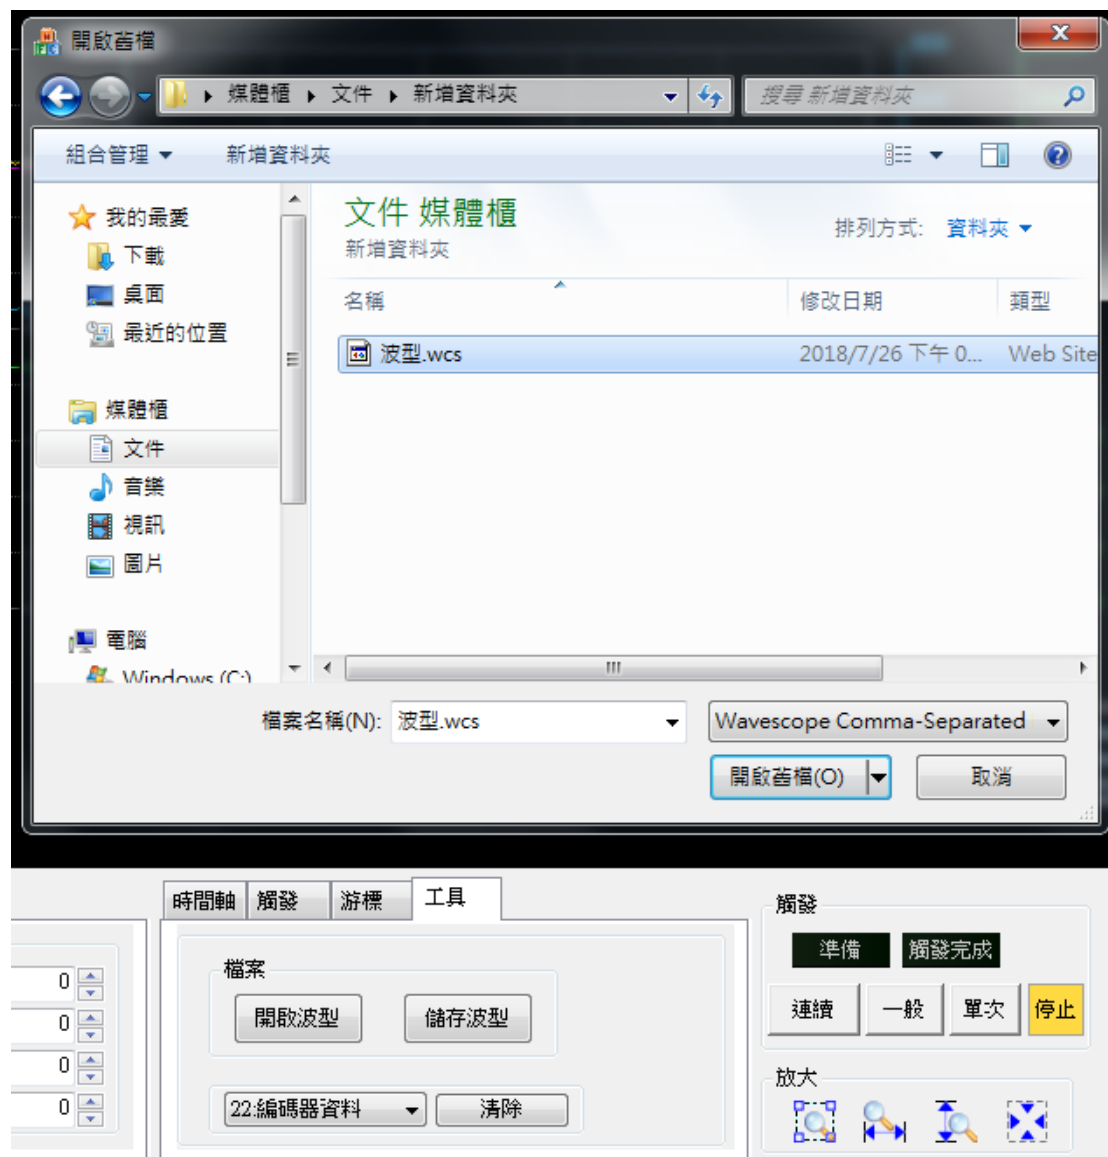 開啟舊檔
媒體櫃 文件 新增資料夾 搜尋 新增資料夾
組合管理 新增資料夾
我的最愛
下載
桌面
最近的位置
媒體櫃
文件
音樂
視訊
圖片
電腦
Windows (C:)
文件 媒體櫃
新增資料夾
排列方式: 資料夾
名稱 修改日期 類型
波型.wcs 2018/7/26 下午 0... Web Site
檔案名稱(N): 波型.wcs Wavescope Comma-Separated
開啟舊檔(O) 取消
0
0
0
0
時間軸 觸發 游標 工具
檔案
開啟波型 儲存波型
22:編碼器資料 清除
觸發
準備 觸發完成
連續 一般 單次 停止
放大